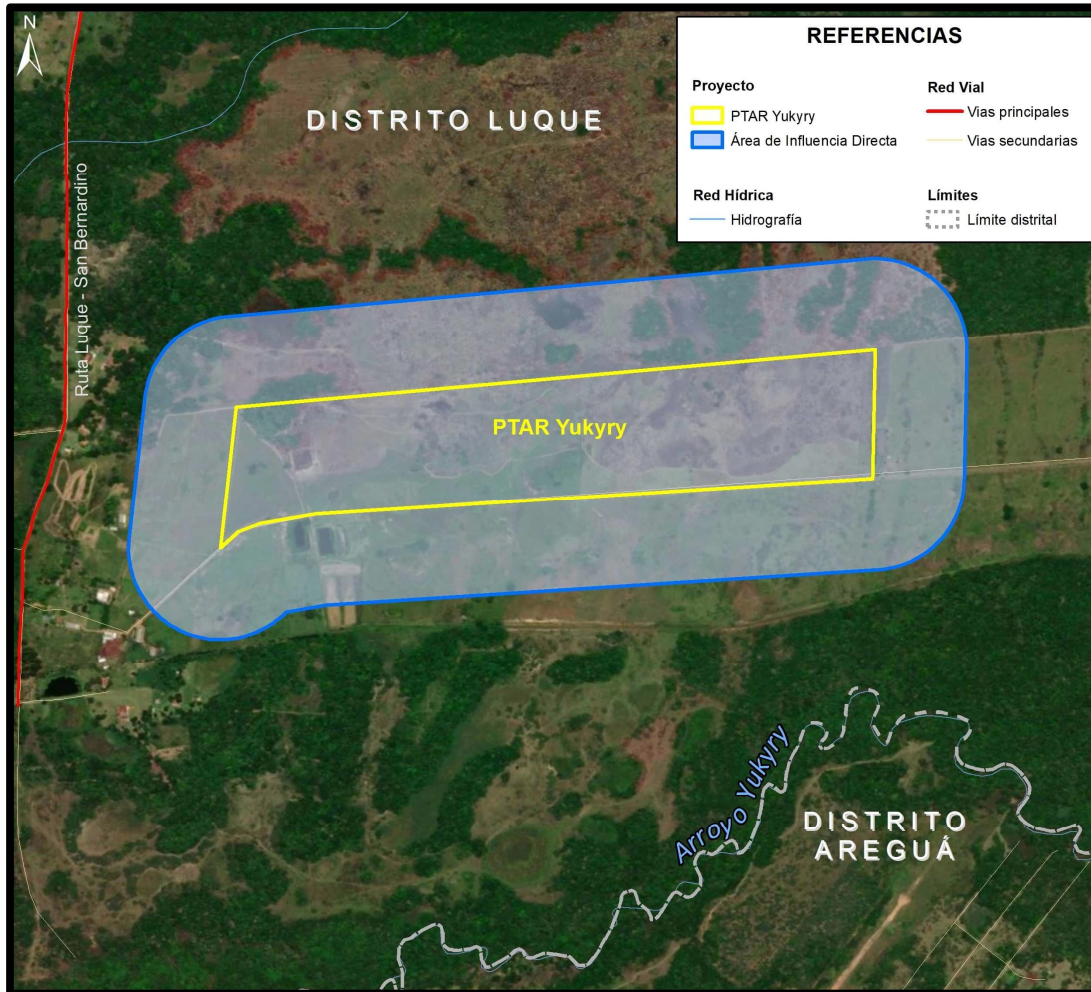 N
REFERENCIAS
Proyecto
PTAR Yukyry
Área de Influencia Directa
Red Vial
Vias principales
Vias secundarias
Red Hídrica
Hidrografía
Límites
Límite distrital
DISTRITO LUQUE
Ruta Luque - San Bernardino
PTAR Yukyry
Arroyo Yukyry
DISTRITO
AREGUÁ